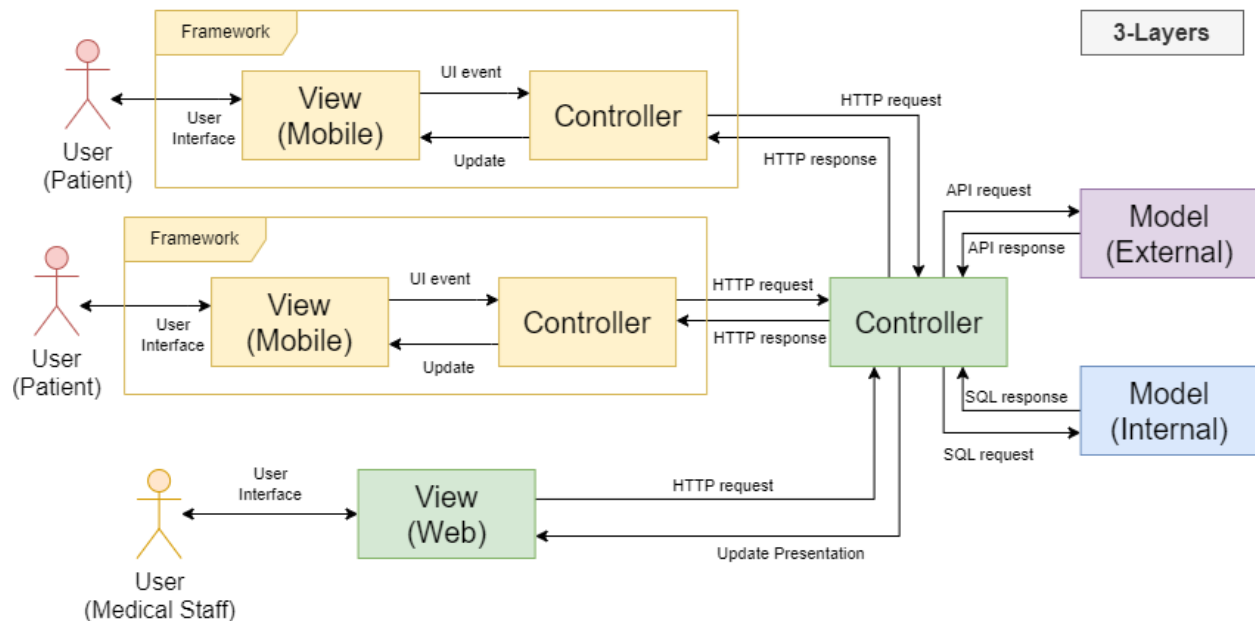 3-Layers
Framework
View
(Mobile)
UI event
Controller
User
Interface
Update
User
(Patient)
HTTP request
HTTP response
API request
API response
Model
(External)
Framework
View
(Mobile)
UI event
Controller
User
Interface
Update
User
(Patient)
HTTP request
HTTP response
Controller
SQL response
SQL request
Model
(Internal)
User
Interface
View
(Web)
HTTP request
Update Presentation
User
(Medical Staff)